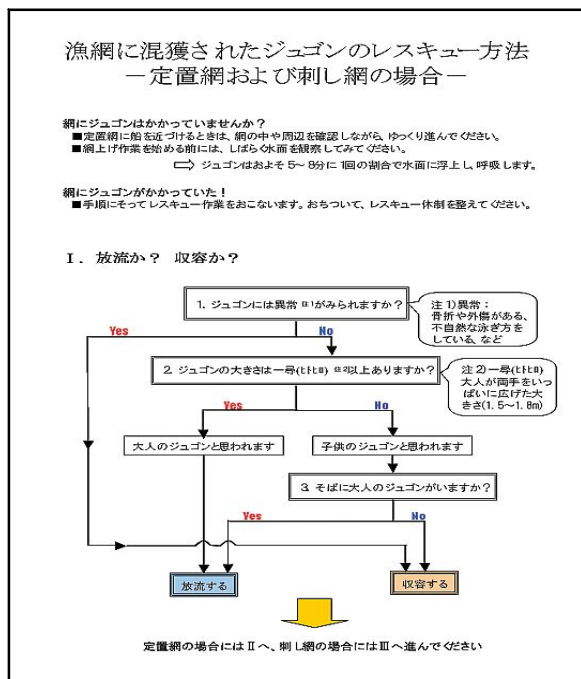 漁網に混獲されたジュゴンのレスキュー方法
－定置網および刺し網の場合－
網にジュゴンはかかっていませんか？
■定置網に船を近づけるときは、網の中や周辺を確認しながら、ゆっくり進んでください。
■網上げ作業を始める前には、しばらく水面を観察してみてください。
⇨ ジュゴンはおよそ5～8分に1回の割合で水面に浮上し、呼吸します。
網にジュゴンがかかっていた！
■手順にそってレスキュー作業をおこないます。おちついて、レスキュー体制を整えてください。
Ⅰ. 放流か？ 収容か？
1. ジュゴンには異常 注1)がみられますか？
注1)異常：
骨折や外傷がある、
不自然な泳ぎ方を
している、など
Yes
No
2. ジュゴンの大きさは一尋(ﾋﾄﾋﾛ) 注2)以上ありますか？
注2)一尋(ﾋﾄﾋﾛ)
大人が両手をいっ
ぱいに広げた大
きさ(1.5～1.8m)
Yes
No
大人のジュゴンと思われます
子供のジュゴンと思われます
3. そばに大人のジュゴンがいますか？
Yes
No
放流する
収容する
定置網の場合にはⅡへ、刺し網の場合にはⅢへ進んでください